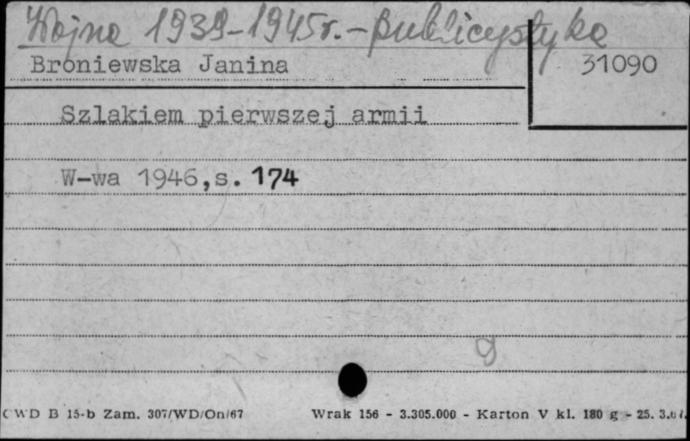 Wojna 1939-1945r. - publicystyka
Broniewska Janina 31090
Szlakiem pierwszej armii
W-wa 1946,s. 174
9
CWD B 15-b Zam. 307/WD/On/67 Wrak 156 - 3.305.000 - Karton V kl. 180 g - 25. 3.67.